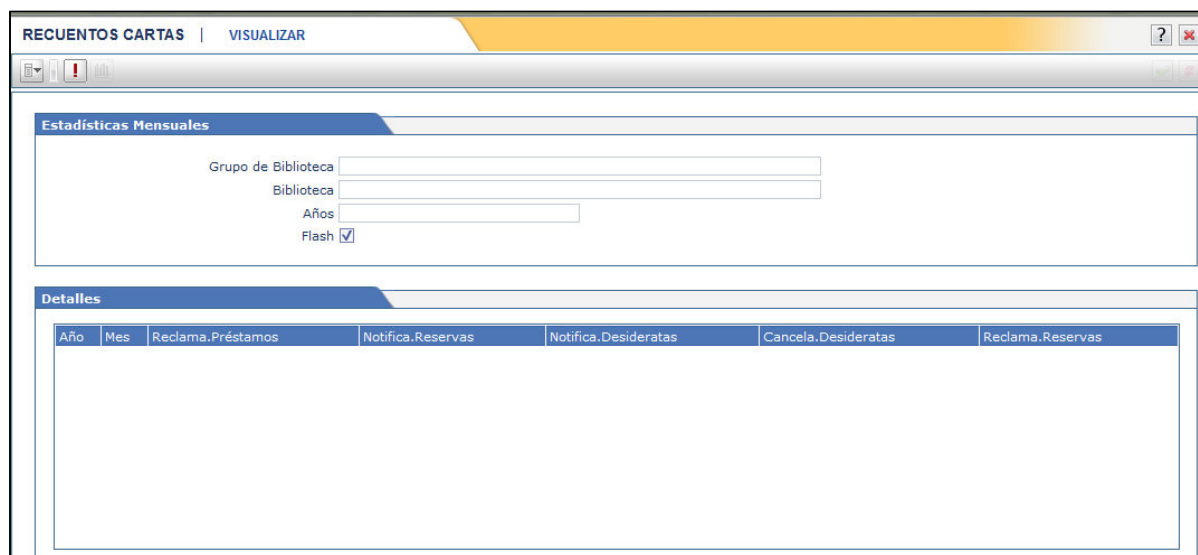 RECUENTOS CARTAS | VISUALIZAR ?
!
Estadísticas Mensuales
Grupo de Biblioteca
Biblioteca
Años
Flash
Detalles
Año Mes Reclama.Préstamos Notifica.Reservas Notifica.Desideratas Cancela.Desideratas Reclama.Reservas